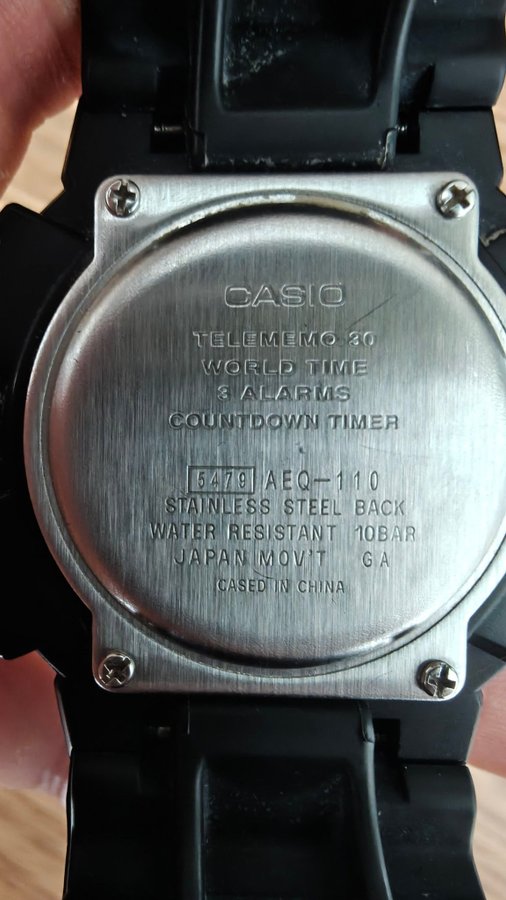 CASIO
TELEMEMO 30
WORLD TIME
3 ALARMS
COUNTDOWN TIMER
5479 AEQ-110
STAINLESS STEEL BACK
WATER RESISTANT 10BAR
JAPAN MOV'T GA
CASED IN CHINA